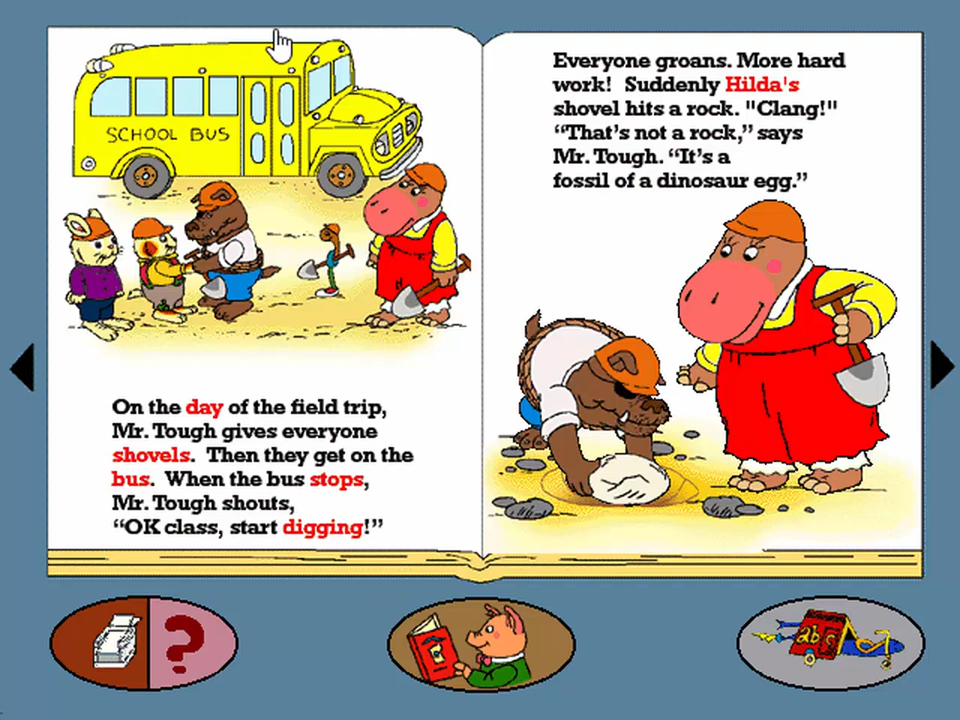 SCHOOL BUS
On the day of the field trip,
Mr. Tough gives everyone
shovels. Then they get on the
bus. When the bus stops,
Mr. Tough shouts,
“OK class, start digging!”
Everyone groans. More hard
work! Suddenly Hilda's
shovel hits a rock. "Clang!"
“That’s not a rock,” says
Mr. Tough. “It’s a
fossil of a dinosaur egg.”
?
abc